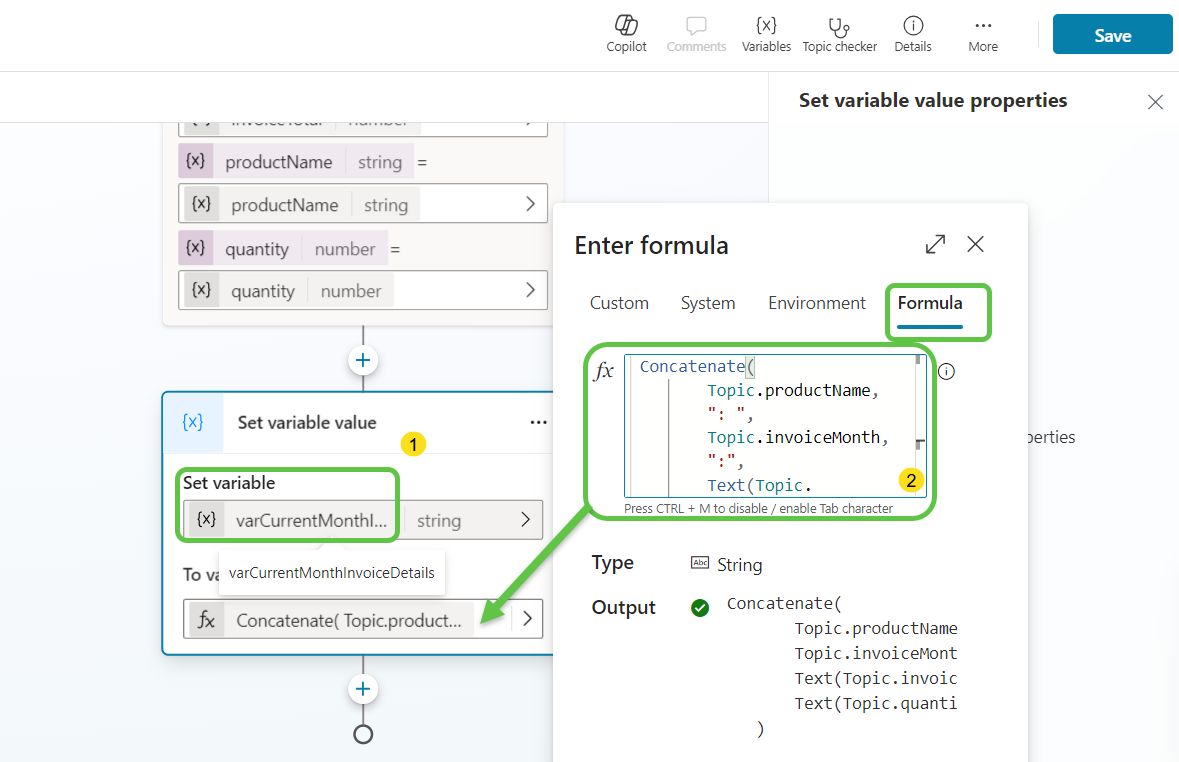 Copilot
Comments
{x}
Variables
Topic checker
Details
More
Save
Set variable value properties
{x} productName string =
{x} productName string
{x} quantity number =
{x} quantity number
{x} Set variable value
1
Set variable
{x} varCurrentMonthI... string
varCurrentMonthInvoiceDetails
To va
fx Concatenate( Topic.product...
Enter formula
Custom System Environment Formula
fx
Concatenate(
Topic.productName,
": ",
Topic.invoiceMonth,
":",
Text(Topic.
2
Press CTRL + M to disable / enable Tab character
perties
Type Abc String
Output Concatenate(
Topic.productName
Topic.invoiceMont
Text(Topic.invoic
Text(Topic.quanti
)